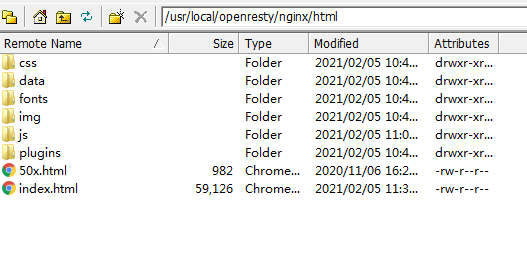 /usr/local/openresty/nginx/html
Remote Name Size Type Modified Attributes
css Folder 2021/02/05 10:4... drwxr-xr...
data Folder 2021/02/05 10:4... drwxr-xr...
fonts Folder 2021/02/05 10:4... drwxr-xr...
img Folder 2021/02/05 10:4... drwxr-xr...
js Folder 2021/02/05 11:0... drwxr-xr...
plugins Folder 2021/02/05 10:4... drwxr-xr...
50x.html 982 Chrome... 2020/11/06 16:2... -rw-r--r--
index.html 59,126 Chrome... 2021/02/05 11:3... -rw-r--r--